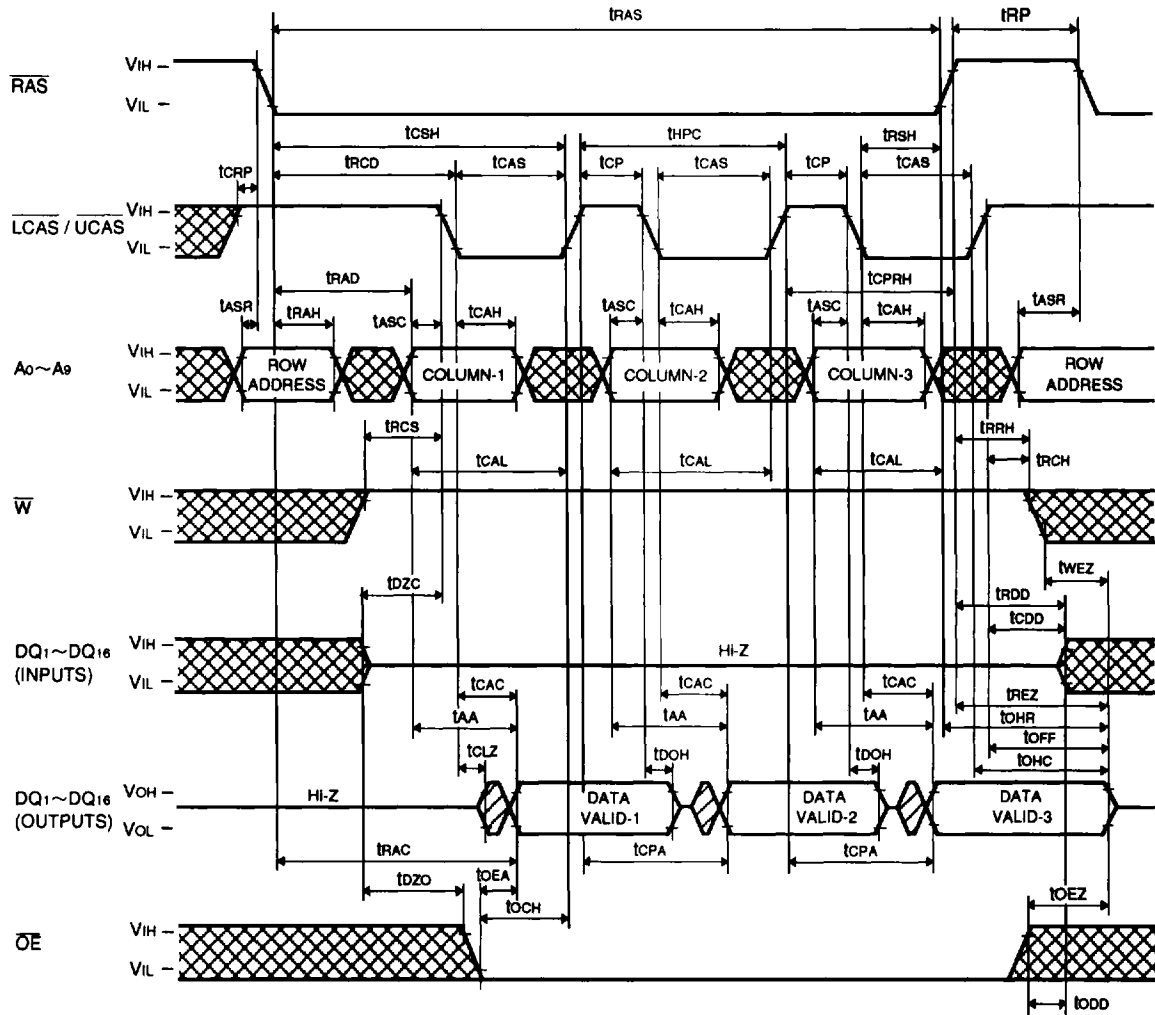 tRAS tRP
RAS VIH VIL
tCSH tHPC tRSH
tRCD tCAS tCP tCAS tCP tCAS
tCRP
LCAS / UCAS VIH VIL
tRAD tCPRH
tASR tRAH tASC tCAH tASC tCAH tASC tCAH tASR
A0~A9 VIH VIL
ROW ADDRESS COLUMN-1 COLUMN-2 COLUMN-3 ROW ADDRESS
tRCS tRRH
tCAL tCAL tCAL tRCH
W VIH VIL
tWEZ
tDZC tRDD
tCDD
DQ1~DQ16 (INPUTS) VIH VIL
Hi-Z
tCAC tCAC tCAC tREZ
tAA tAA tAA tOHR
tCLZ tDOH tDOH tOFF
tOHC
DQ1~DQ16 (OUTPUTS) VOH VOL
Hi-Z DATA VALID-1 DATA VALID-2 DATA VALID-3
tRAC tCPA tCPA
tDZO tOEA tOEZ
tOCH
OE VIH VIL
tODD